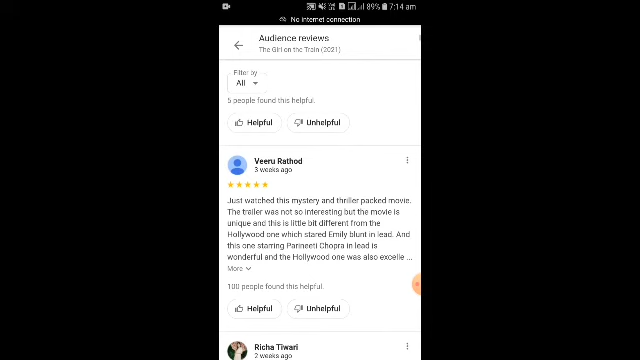 89% 7:14 am
No internet connection
Audience reviews
The Girl on the Train (2021)
Filter by
All
5 people found this helpful.
Helpful
Unhelpful
Veeru Rathod
3 weeks ago
Just watched this mystery and thriller packed movie.
The trailer was not so interesting but the movie is
unique and this is little bit different from the
Hollywood one which stared Emily blunt in lead. And
this one starring Parineeti Chopra in lead is
wonderful and the Hollywood one was also excelle ...
More
100 people found this helpful.
Helpful
Unhelpful
Richa Tiwari
2 weeks ago